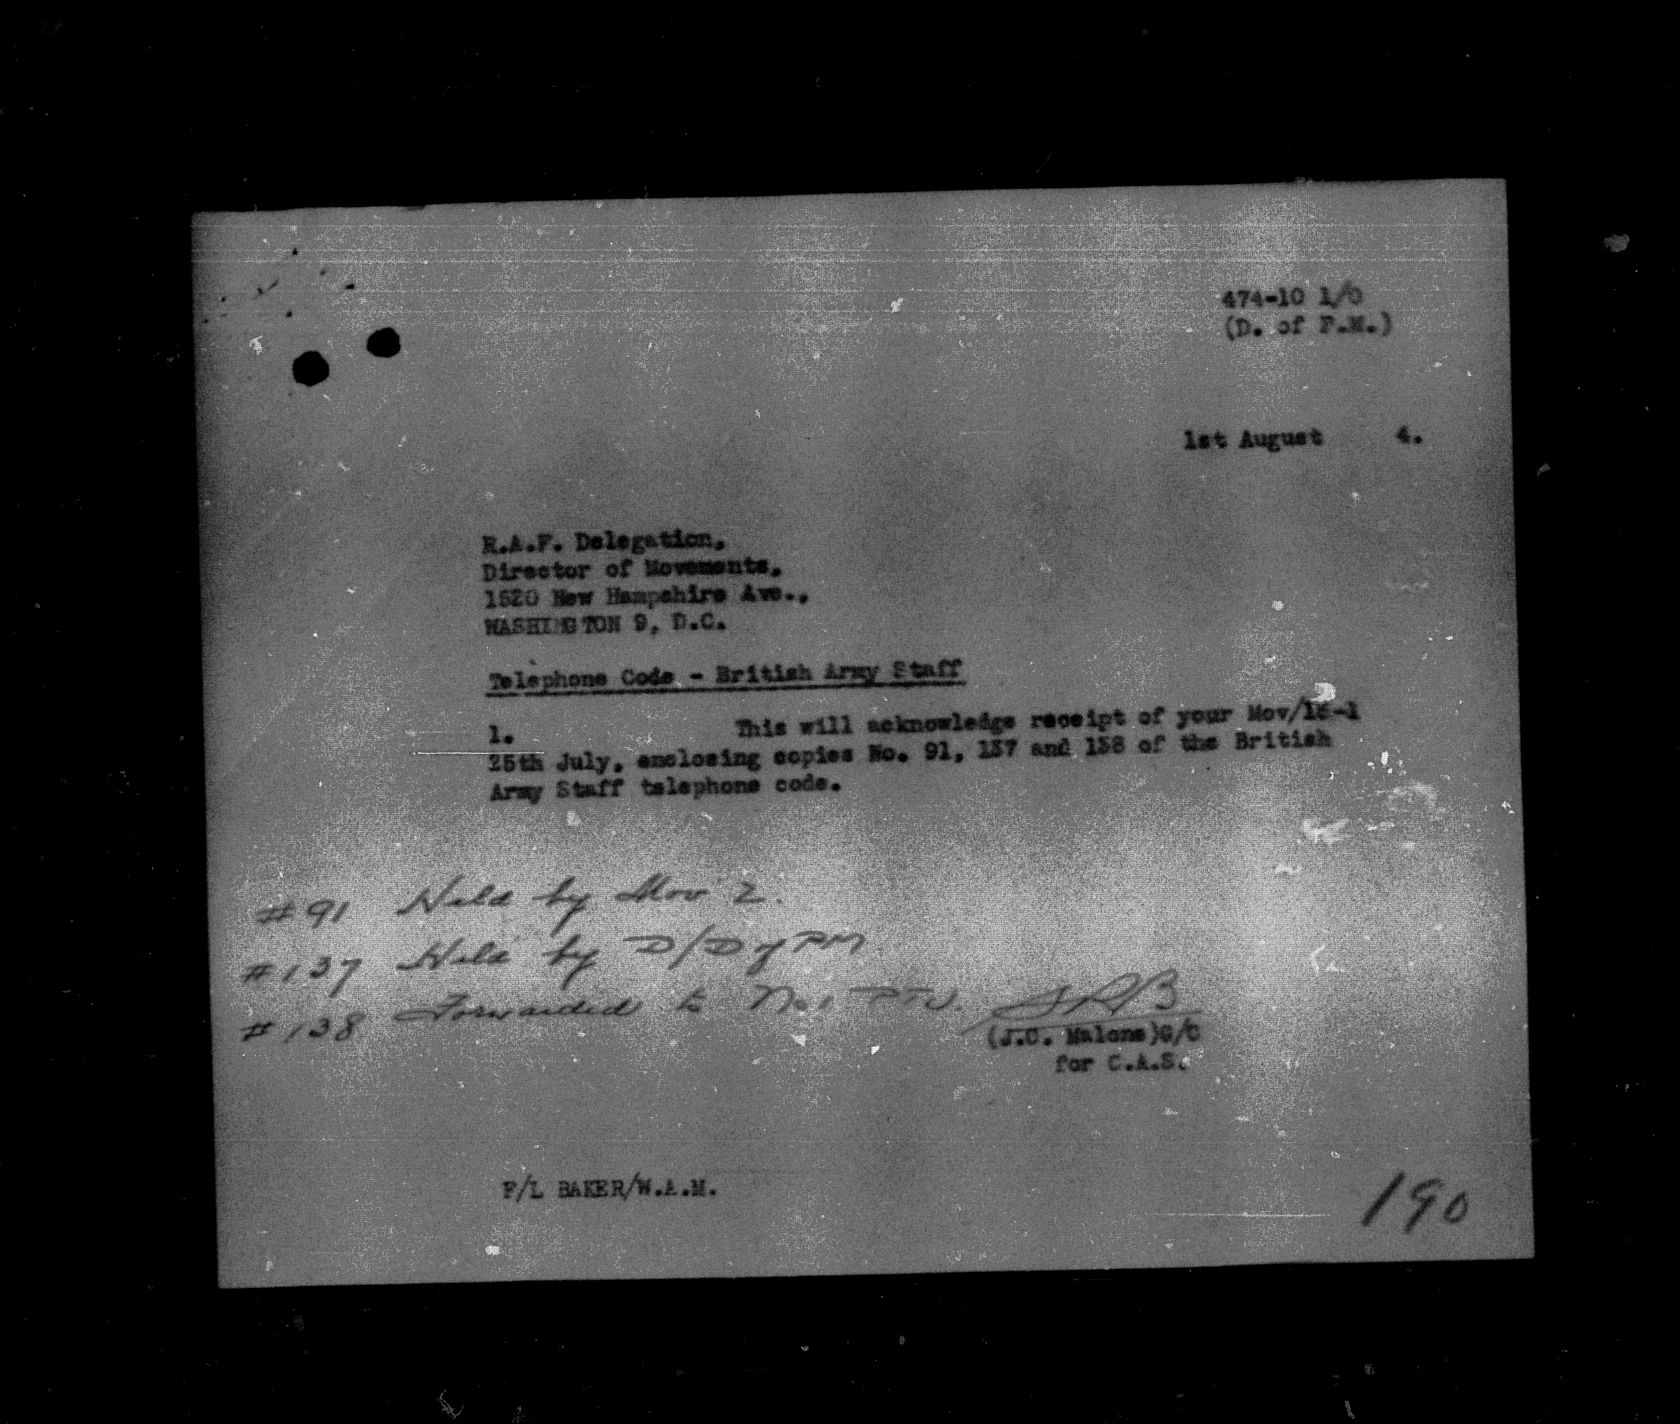 474-10 1/0
(D. of F.M.)
1st August 4.
R.A.F. Delegation,
Director of Movements,
1520 New Hampshire Ave.,
WASHINGTON 9, D.C.
Telephone Code - British Army Staff
1. This will acknowledge receipt of your Mov/15-1
25th July, enclosing copies No. 91, 137 and 138 of the British
Army Staff telephone code.
#91 Held by Mov 2.
#137 Held by D/D of PM
#138 Forwarded to No 1 PTU.
(J.C. Malone)G/C
for C.A.S.
F/L BAKER/W.A.M.
190